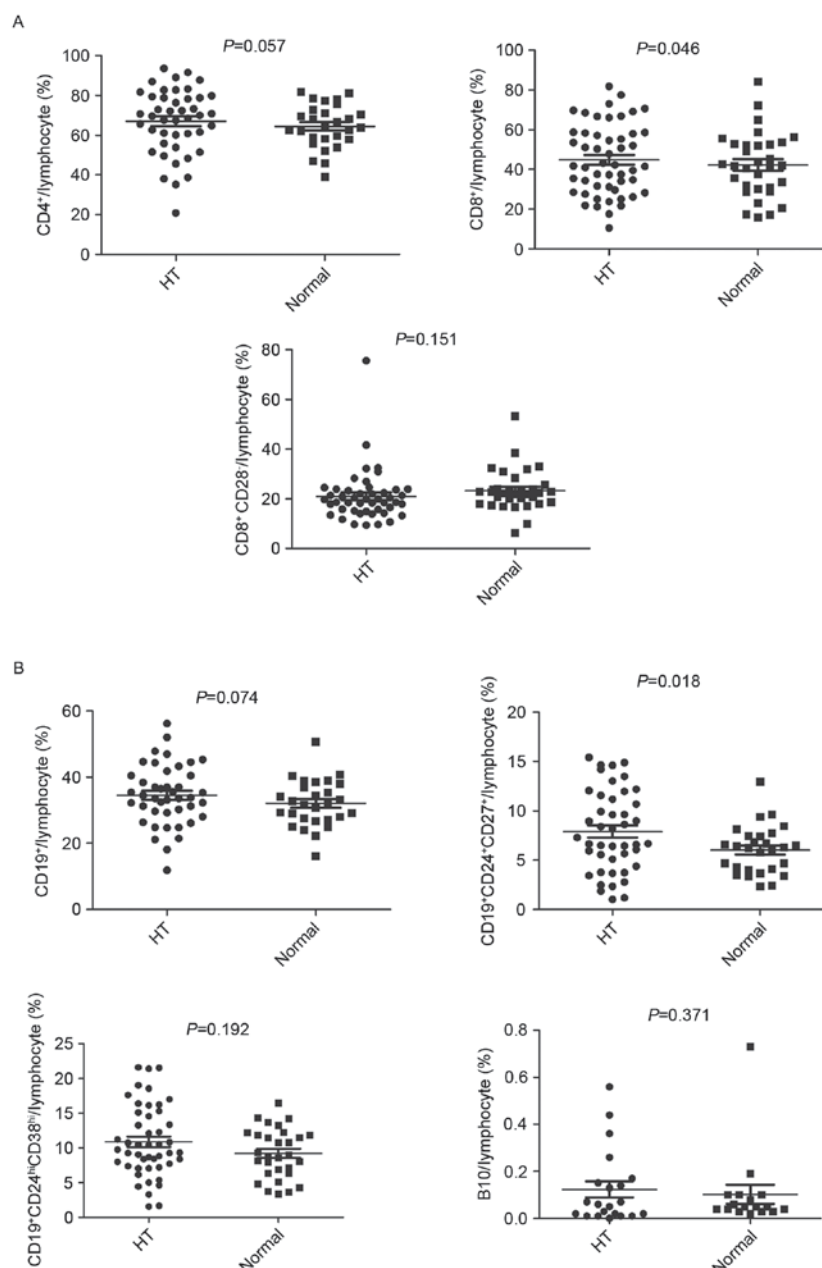 A
P=0.057
CD4⁺/lymphocyte (%)
100
80
60
40
20
0
HT
Normal
P=0.046
CD8⁺/lymphocyte (%)
100
80
60
40
20
0
HT
Normal
P=0.151
CD8⁺ CD28⁻/lymphocyte (%)
80
60
40
20
0
HT
Normal
B
P=0.074
CD19⁺/lymphocyte (%)
60
40
20
0
HT
Normal
P=0.018
CD19⁺CD24⁺CD27⁺/lymphocyte (%)
20
15
10
5
0
HT
Normal
P=0.192
CD19⁺CD24ʰⁱCD38ʰⁱ/lymphocyte (%)
25
20
15
10
5
0
HT
Normal
P=0.371
B10/lymphocyte (%)
0.8
0.6
0.4
0.2
0.0
HT
Normal